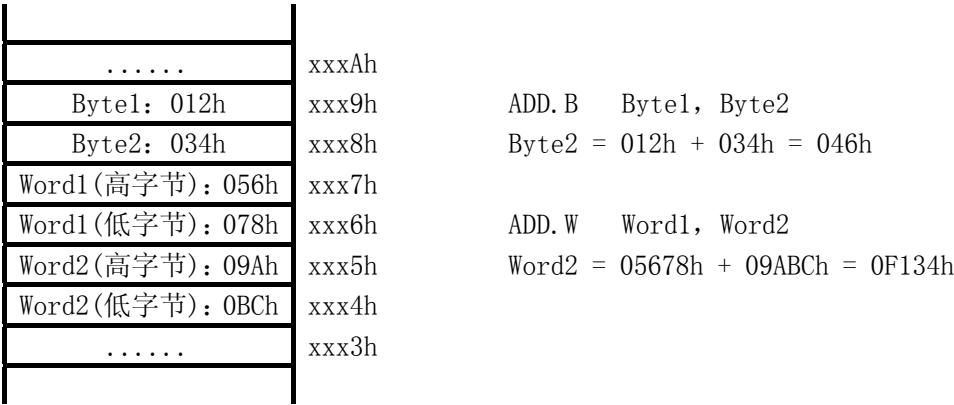 ...... xxxAh
Byte1：012h xxx9h ADD.B Byte1，Byte2
Byte2：034h xxx8h Byte2 = 012h + 034h = 046h
Word1(高字节)：056h xxx7h
Word1(低字节)：078h xxx6h ADD.W Word1，Word2
Word2(高字节)：09Ah xxx5h Word2 = 05678h + 09ABCh = 0F134h
Word2(低字节)：0BCh xxx4h
...... xxx3h